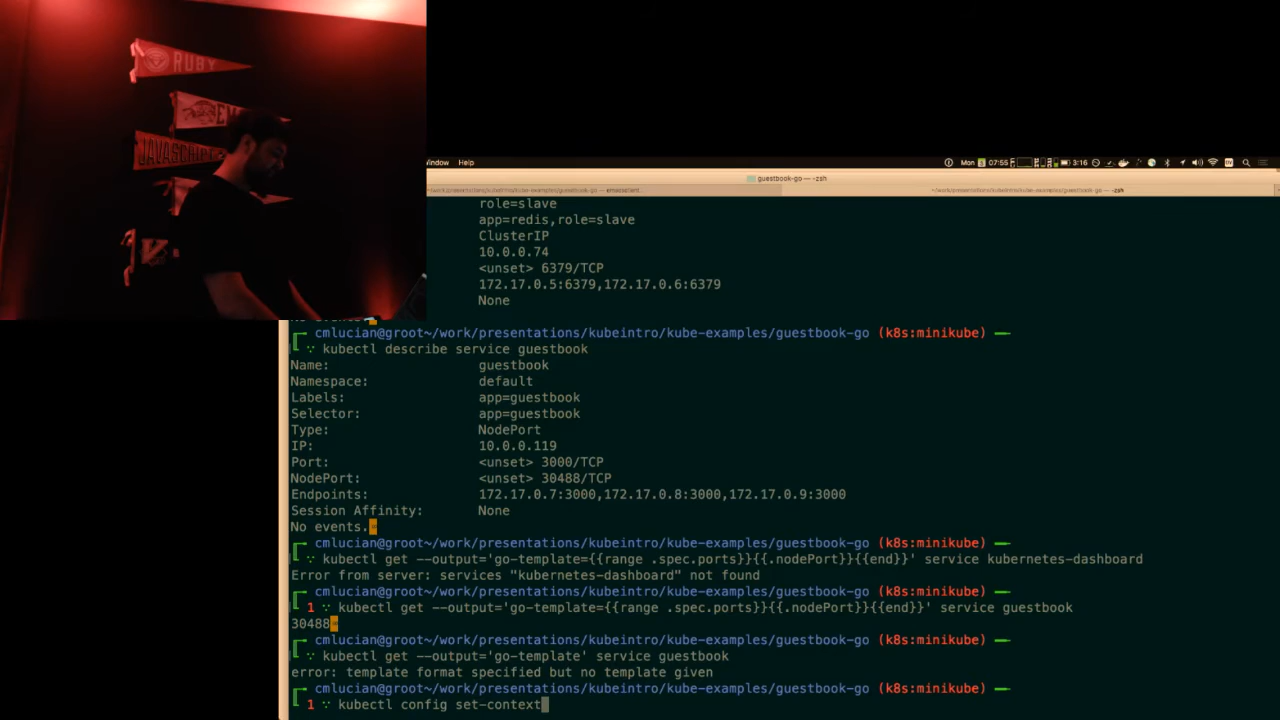 RUBY
JAVASCRIPT
Window Help
Mon 07:55 3:16
guestbook-go — -zsh
role=slave
app=redis,role=slave
ClusterIP
10.0.0.74
<unset> 6379/TCP
172.17.0.5:6379,172.17.0.6:6379
None
cmlucian@groot~/work/presentations/kubeintro/kube-examples/guestbook-go (k8s:minikube)
kubectl describe service guestbook
Name: guestbook
Namespace: default
Labels: app=guestbook
Selector: app=guestbook
Type: NodePort
IP: 10.0.0.119
Port: <unset> 3000/TCP
NodePort: <unset> 30488/TCP
Endpoints: 172.17.0.7:3000,172.17.0.8:3000,172.17.0.9:3000
Session Affinity: None
No events.
cmlucian@groot~/work/presentations/kubeintro/kube-examples/guestbook-go (k8s:minikube)
kubectl get --output='go-template={{range .spec.ports}}{{.nodePort}}{{end}}' service kubernetes-dashboard
Error from server: services "kubernetes-dashboard" not found
cmlucian@groot~/work/presentations/kubeintro/kube-examples/guestbook-go (k8s:minikube)
1 kubectl get --output='go-template={{range .spec.ports}}{{.nodePort}}{{end}}' service guestbook
30488
cmlucian@groot~/work/presentations/kubeintro/kube-examples/guestbook-go (k8s:minikube)
kubectl get --output='go-template' service guestbook
error: template format specified but no template given
cmlucian@groot~/work/presentations/kubeintro/kube-examples/guestbook-go (k8s:minikube)
1 kubectl config set-context